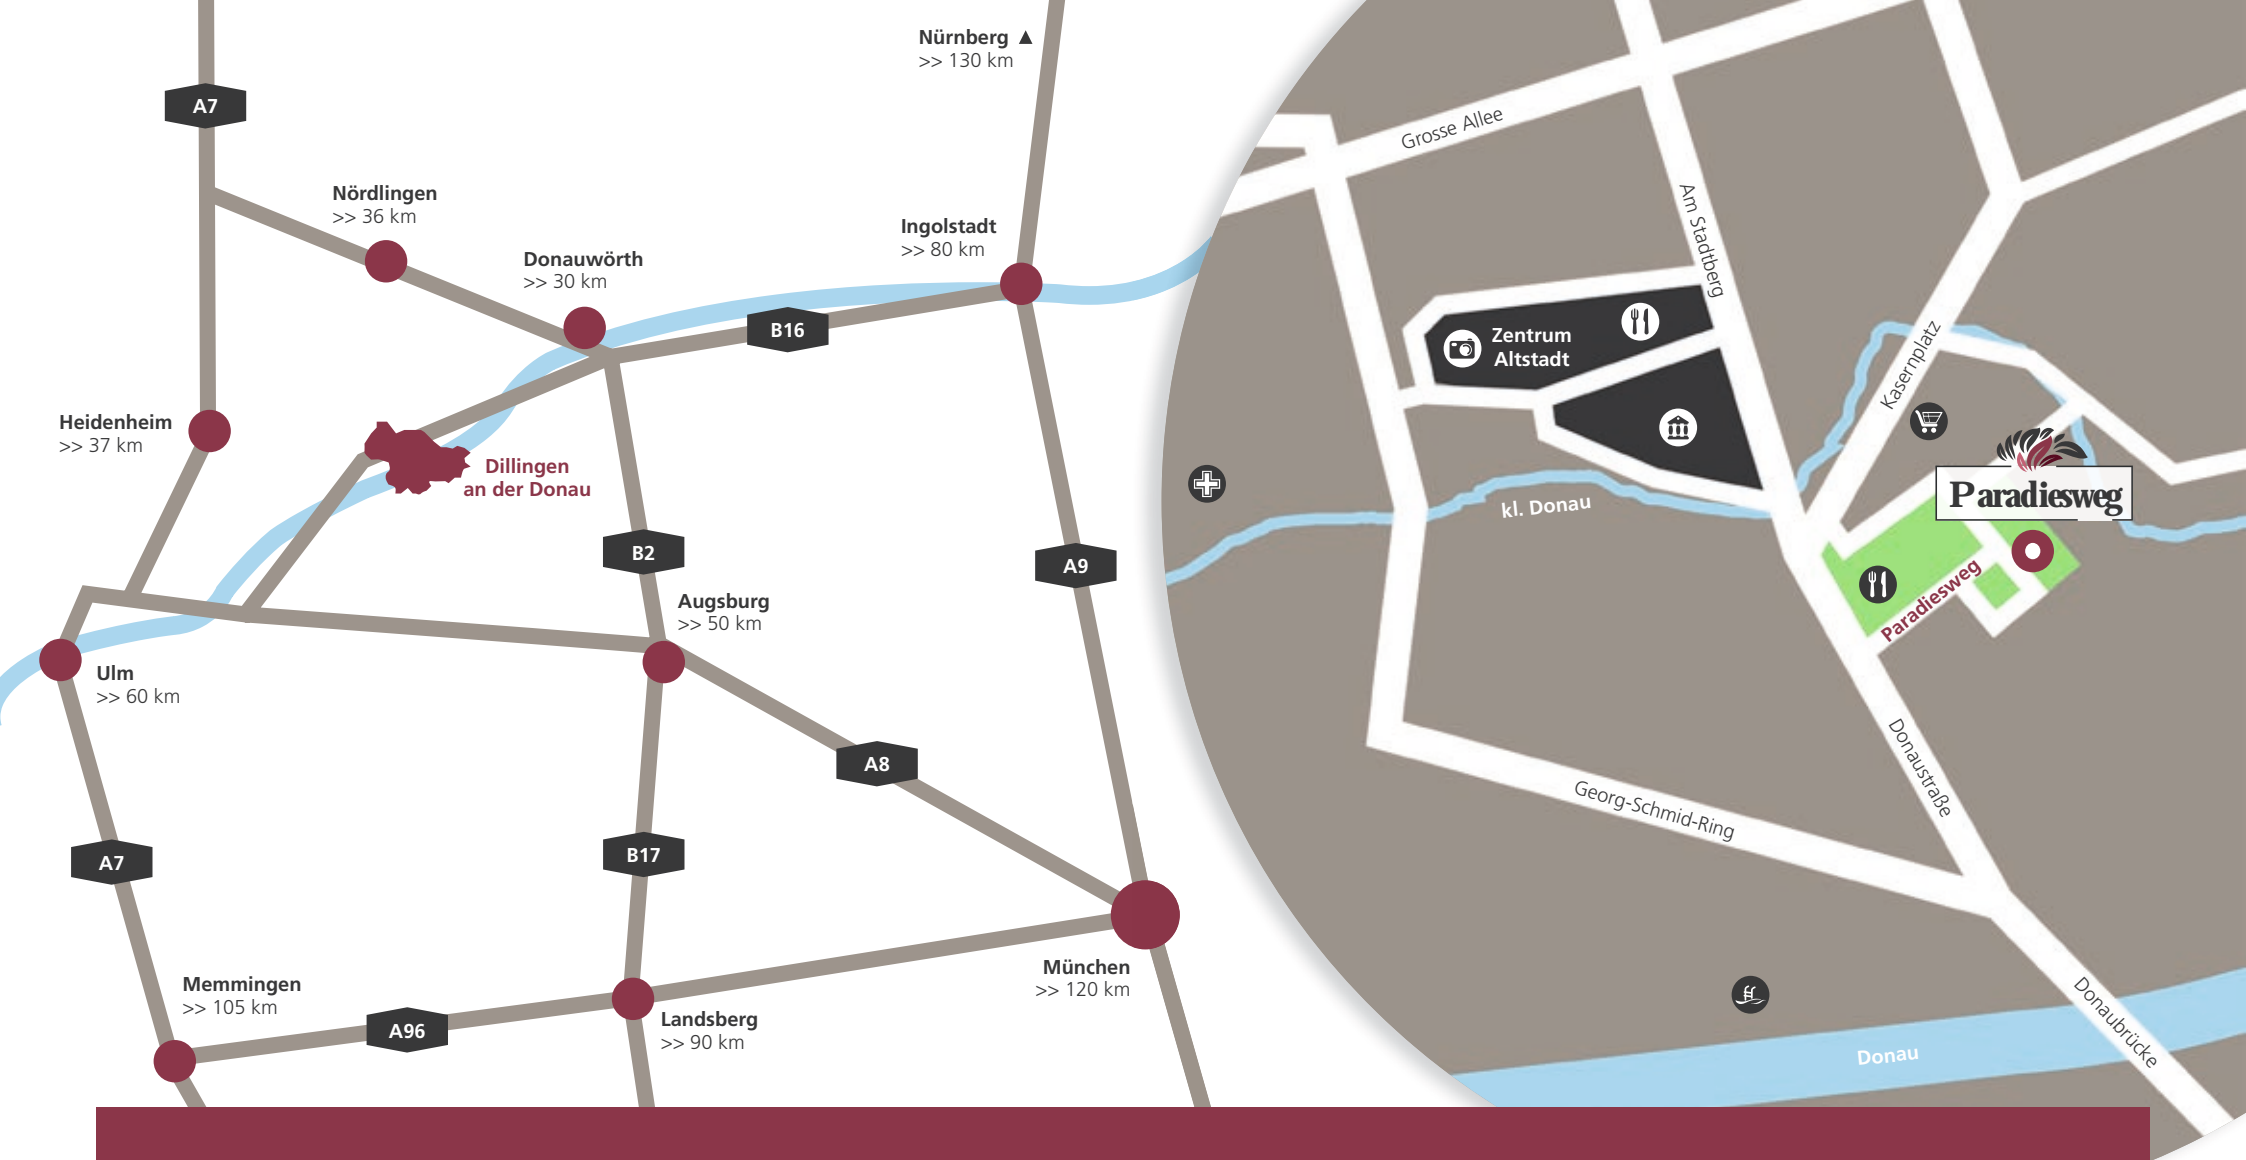 Nürnberg ▲
>> 130 km
A7
Nördlingen
>> 36 km
Donauwörth
>> 30 km
Ingolstadt
>> 80 km
B16
Heidenheim
>> 37 km
Dillingen
an der Donau
B2
A9
Augsburg
>> 50 km
Ulm
>> 60 km
A8
A7
B17
Memmingen
>> 105 km
München
>> 120 km
A96
Landsberg
>> 90 km
Grosse Allee
Am Stadtberg
Zentrum
Altstadt
Kasernplatz
kl. Donau
Paradiesweg
Paradiesweg
Donaustraße
Georg-Schmid-Ring
Donaubrücke
Donau